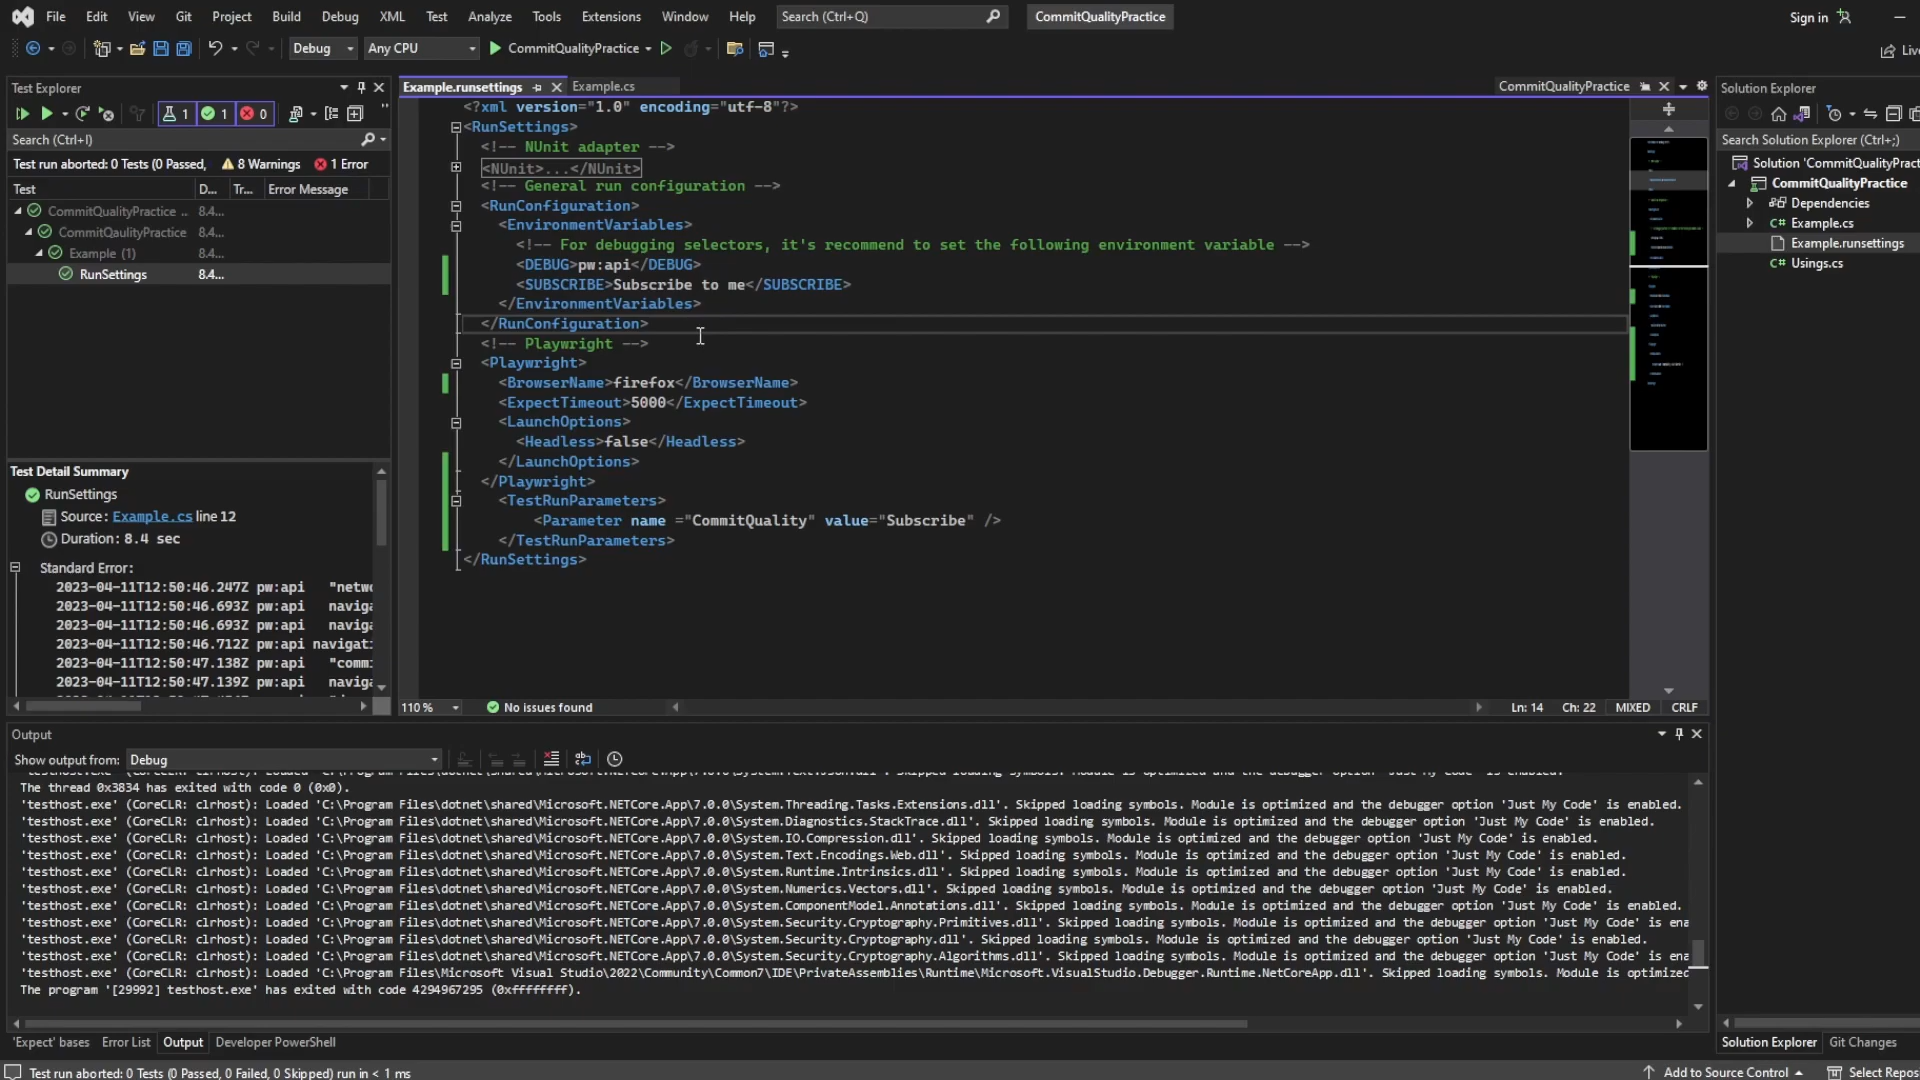 File Edit View Git Project Build Debug XML Test Analyze Tools Extensions Window Help Search (Ctrl+Q) CommitQualityPractice Sign in
Debug Any CPU CommitQualityPractice Live
Test Explorer
1 1 0
Search (Ctrl+I)
Test run aborted: 0 Tests (0 Passed, 8 Warnings 1 Error
Test D... Tr... Error Message
CommitQualityPractice .. 8.4...
CommitQaulityPractice 8.4...
Example (1) 8.4...
RunSettings 8.4...
Test Detail Summary
RunSettings
Source: Example.cs line 12
Duration: 8.4 sec
Standard Error:
2023-04-11T12:50:46.247Z pw:api "netwo
2023-04-11T12:50:46.693Z pw:api naviga
2023-04-11T12:50:46.693Z pw:api naviga
2023-04-11T12:50:46.712Z pw:api navigati
2023-04-11T12:50:47.138Z pw:api "comm
2023-04-11T12:50:47.139Z pw:api naviga
Example.runsettings Example.cs CommitQualityPractice
<?xml version="1.0" encoding="utf-8"?>
<RunSettings>
<!-- NUnit adapter -->
<NUnit>...</NUnit>
<!-- General run configuration -->
<RunConfiguration>
<EnvironmentVariables>
<!-- For debugging selectors, it's recommend to set the following environment variable -->
<DEBUG>pw:api</DEBUG>
<SUBSCRIBE>Subscribe to me</SUBSCRIBE>
</EnvironmentVariables>
</RunConfiguration>
<!-- Playwright -->
<Playwright>
<BrowserName>firefox</BrowserName>
<ExpectTimeout>5000</ExpectTimeout>
<LaunchOptions>
<Headless>false</Headless>
</LaunchOptions>
</Playwright>
<TestRunParameters>
<Parameter name ="CommitQuality" value="Subscribe" />
</TestRunParameters>
</RunSettings>
110 % No issues found Ln: 14 Ch: 22 MIXED CRLF
Solution Explorer
Search Solution Explorer (Ctrl+;)
Solution 'CommitQualityPract
CommitQualityPractice
Dependencies
C# Example.cs
Example.runsettings
C# Usings.cs
Output
Show output from: Debug
The thread 0x3834 has exited with code 0 (0x0).
'testhost.exe' (CoreCLR: clrhost): Loaded 'C:\Program Files\dotnet\shared\Microsoft.NETCore.App\7.0.0\System.Threading.Tasks.Extensions.dll'. Skipped loading symbols. Module is optimized and the debugger option 'Just My Code' is enabled.
'testhost.exe' (CoreCLR: clrhost): Loaded 'C:\Program Files\dotnet\shared\Microsoft.NETCore.App\7.0.0\System.Diagnostics.StackTrace.dll'. Skipped loading symbols. Module is optimized and the debugger option 'Just My Code' is enabled.
'testhost.exe' (CoreCLR: clrhost): Loaded 'C:\Program Files\dotnet\shared\Microsoft.NETCore.App\7.0.0\System.IO.Compression.dll'. Skipped loading symbols. Module is optimized and the debugger option 'Just My Code' is enabled.
'testhost.exe' (CoreCLR: clrhost): Loaded 'C:\Program Files\dotnet\shared\Microsoft.NETCore.App\7.0.0\System.Text.Encodings.Web.dll'. Skipped loading symbols. Module is optimized and the debugger option 'Just My Code' is enabled.
'testhost.exe' (CoreCLR: clrhost): Loaded 'C:\Program Files\dotnet\shared\Microsoft.NETCore.App\7.0.0\System.Runtime.Intrinsics.dll'. Skipped loading symbols. Module is optimized and the debugger option 'Just My Code' is enabled.
'testhost.exe' (CoreCLR: clrhost): Loaded 'C:\Program Files\dotnet\shared\Microsoft.NETCore.App\7.0.0\System.Numerics.Vectors.dll'. Skipped loading symbols. Module is optimized and the debugger option 'Just My Code' is enabled.
'testhost.exe' (CoreCLR: clrhost): Loaded 'C:\Program Files\dotnet\shared\Microsoft.NETCore.App\7.0.0\System.ComponentModel.Annotations.dll'. Skipped loading symbols. Module is optimized and the debugger option 'Just My Code' is enabled.
'testhost.exe' (CoreCLR: clrhost): Loaded 'C:\Program Files\dotnet\shared\Microsoft.NETCore.App\7.0.0\System.Security.Cryptography.Primitives.dll'. Skipped loading symbols. Module is optimized and the debugger option 'Just My Code' is ena
'testhost.exe' (CoreCLR: clrhost): Loaded 'C:\Program Files\dotnet\shared\Microsoft.NETCore.App\7.0.0\System.Security.Cryptography.dll'. Skipped loading symbols. Module is optimized and the debugger option 'Just My Code' is enabled.
'testhost.exe' (CoreCLR: clrhost): Loaded 'C:\Program Files\dotnet\shared\Microsoft.NETCore.App\7.0.0\System.Security.Cryptography.Algorithms.dll'. Skipped loading symbols. Module is optimized and the debugger option 'Just My Code' is ena
'testhost.exe' (CoreCLR: clrhost): Loaded 'C:\Program Files\Microsoft Visual Studio\2022\Community\Common7\IDE\PrivateAssemblies\Runtime\Microsoft.VisualStudio.Debugger.Runtime.NetCoreApp.dll'. Skipped loading symbols. Module is optimized
The program '[29992] testhost.exe' has exited with code 4294967295 (0xffffffff).
'Expect' bases Error List Output Developer PowerShell Solution Explorer Git Changes
Test run aborted: 0 Tests (0 Passed, 0 Failed, 0 Skipped) run in < 1 ms Add to Source Control Select Repos